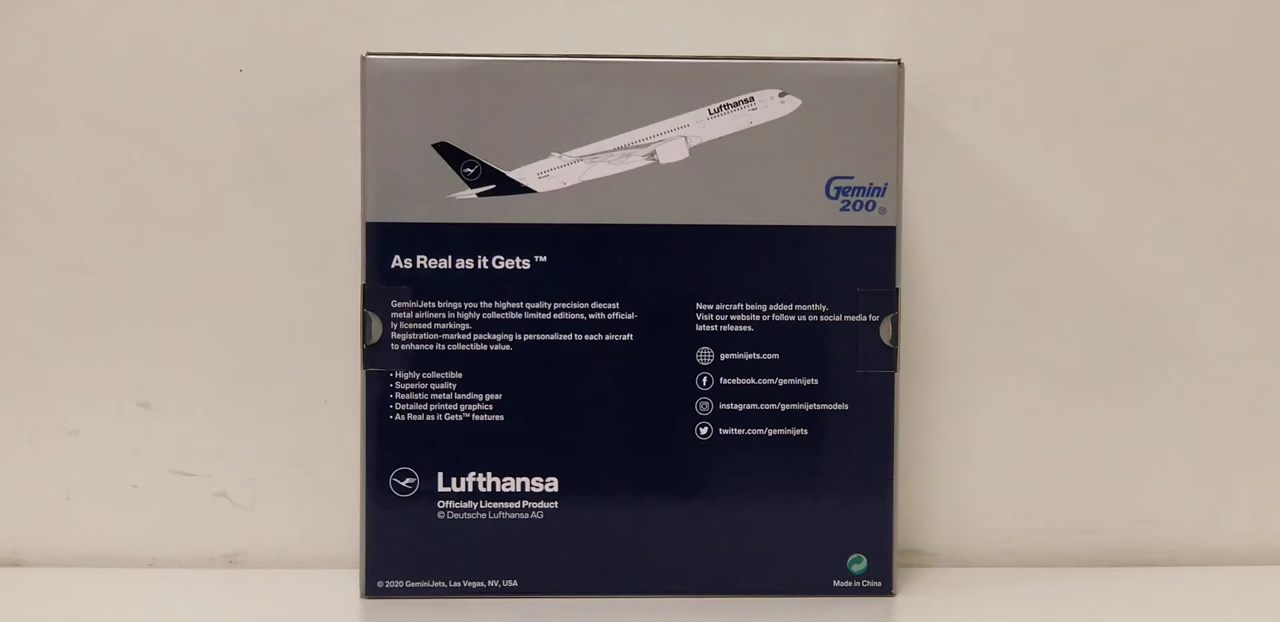 Lufthansa
Gemini
200
As Real as it Gets ™
GeminiJets brings you the highest quality precision diecast
metal airliners in highly collectible limited editions, with official-
ly licensed markings.
Registration-marked packaging is personalized to each aircraft
to enhance its collectible value.
• Highly collectible
• Superior quality
• Realistic metal landing gear
• Detailed printed graphics
• As Real as it Gets™ features
New aircraft being added monthly.
Visit our website or follow us on social media for
latest releases.
geminijets.com
facebook.com/geminijets
instagram.com/geminijetsmodels
twitter.com/geminijets
Lufthansa
Officially Licensed Product
© Deutsche Lufthansa AG
© 2020 GeminiJets, Las Vegas, NV, USA
Made in China